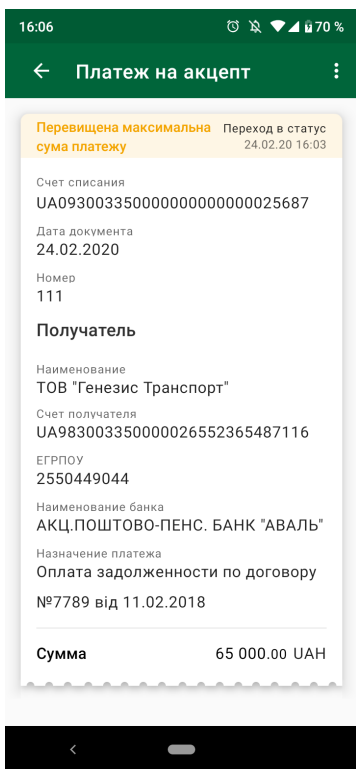 16:06
70 %
Платеж на акцепт
Перевищена максимальна
сума платежу
Переход в статус
24.02.20 16:03
Счет списания
UA093003350000000000000025687
Дата документа
24.02.2020
Номер
111
Получатель
Наименование
ТОВ "Генезис Транспорт"
Счет получателя
UA983003350000026552365487116
ЕГРПОУ
2550449044
Наименование банка
АКЦ.ПОШТОВО-ПЕНС. БАНК "АВАЛЬ"
Назначение платежа
Оплата задолженности по договору
№7789 від 11.02.2018
Сумма
65 000.00 UAH